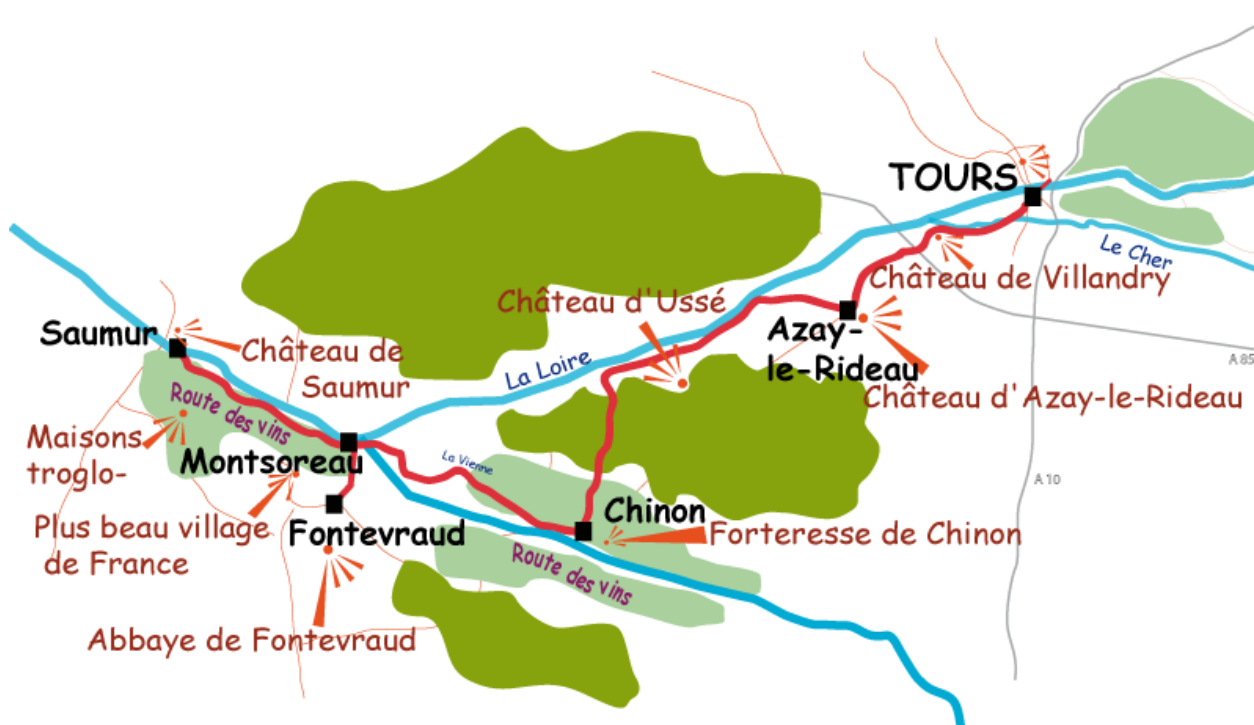 TOURS
Le Cher
Château de Villandry
Château d'Ussé
Azay-
le-Rideau
Saumur
Château de
Saumur
La Loire
A 85
Château d'Azay-le-Rideau
Route des vins
Maisons
troglo-
Montsoreau
La Vienne
A 10
Plus beau village
de France
Fontevraud
Chinon
Forteresse de Chinon
Route des vins
Abbaye de Fontevraud